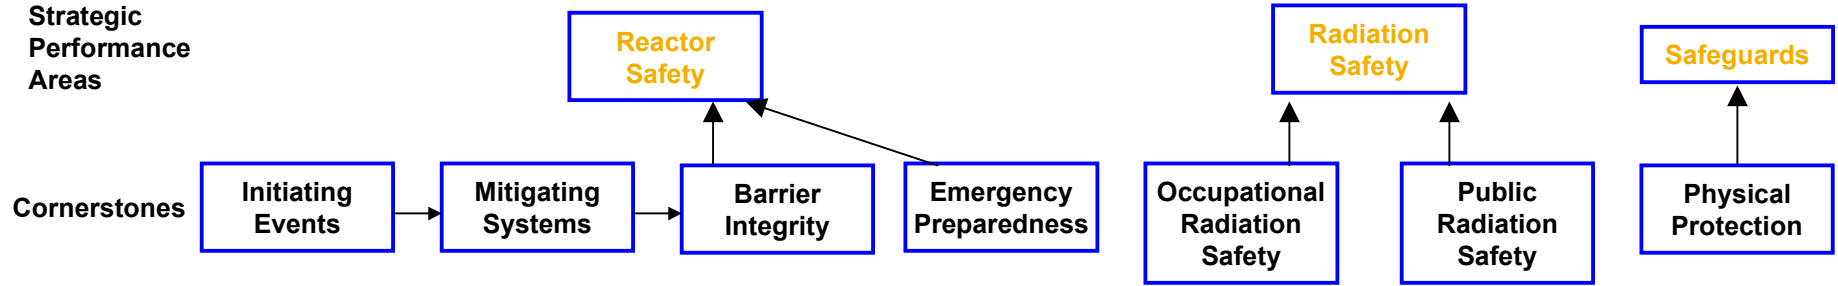 Strategic
Performance
Areas
Reactor
Safety
Radiation
Safety
Safeguards
Cornerstones
Initiating
Events
Mitigating
Systems
Barrier
Integrity
Emergency
Preparedness
Occupational
Radiation
Safety
Public
Radiation
Safety
Physical
Protection